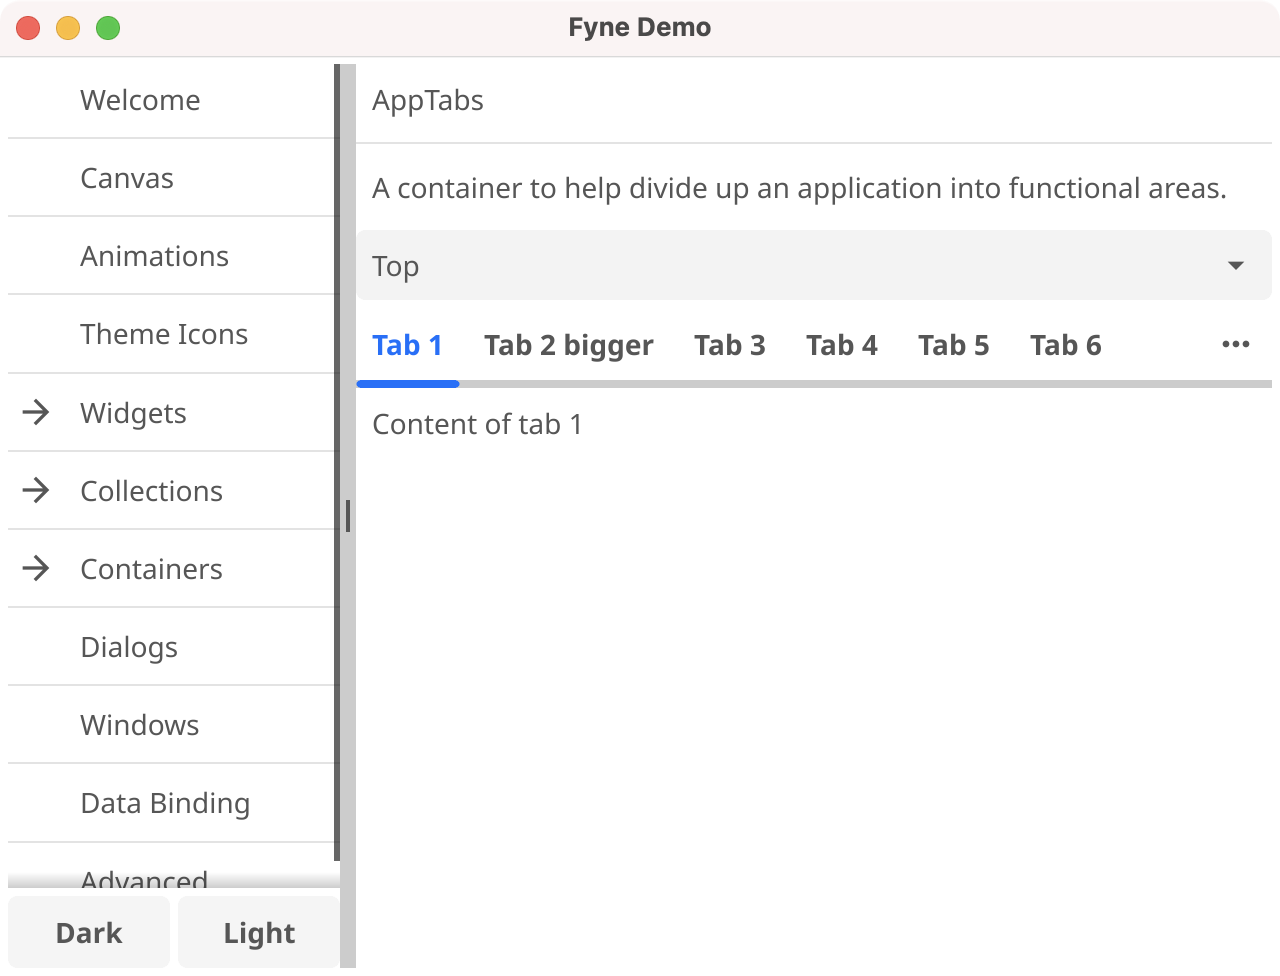 Fyne Demo
Welcome
Canvas
Animations
Theme Icons
Widgets
Collections
Containers
Dialogs
Windows
Data Binding
Advanced
Dark Light
AppTabs
A container to help divide up an application into functional areas.
Top
Tab 1 Tab 2 bigger Tab 3 Tab 4 Tab 5 Tab 6
Content of tab 1